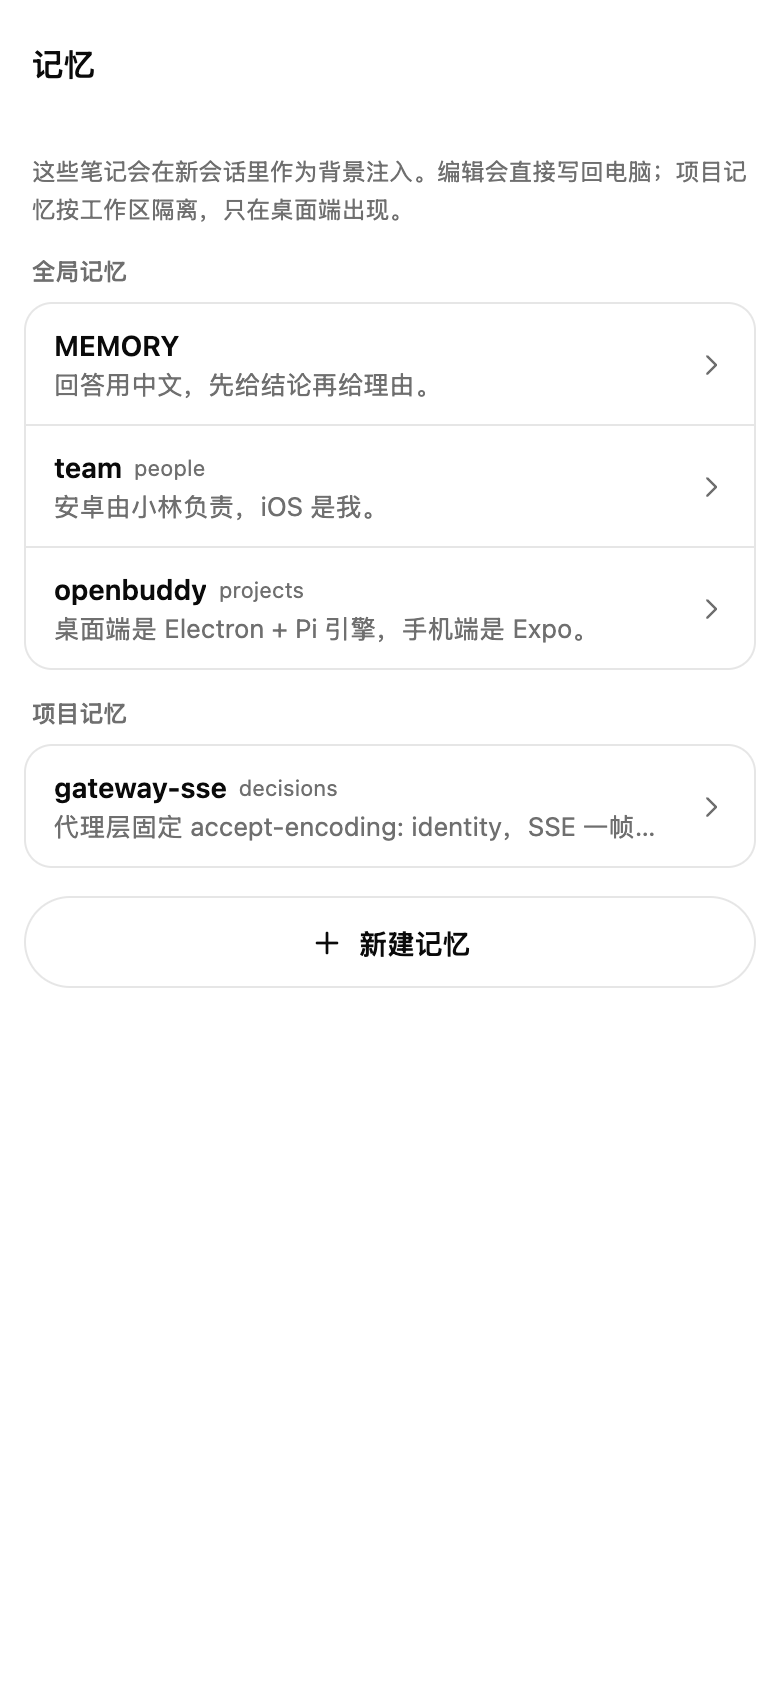 记忆
这些笔记会在新会话里作为背景注入。编辑会直接写回电脑；项目记
忆按工作区隔离，只在桌面端出现。
全局记忆
MEMORY
回答用中文，先给结论再给理由。
team people
安卓由小林负责，iOS 是我。
openbuddy projects
桌面端是 Electron + Pi 引擎，手机端是 Expo。
项目记忆
gateway-sse decisions
代理层固定 accept-encoding: identity，SSE 一帧...
新建记忆